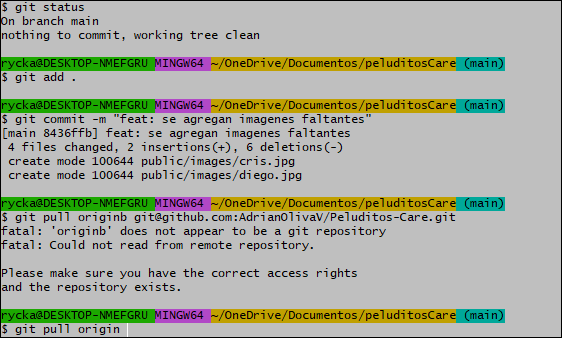 $ git status
On branch main
nothing to commit, working tree clean
rycka@DESKTOP-NMEFGRU MINGW64 ~/OneDrive/Documentos/peluditosCare (main)
$ git add .
rycka@DESKTOP-NMEFGRU MINGW64 ~/OneDrive/Documentos/peluditosCare (main)
$ git commit -m "feat: se agregan imagenes faltantes"
[main 8436ffb] feat: se agregan imagenes faltantes
4 files changed, 2 insertions(+), 6 deletions(-)
create mode 100644 public/images/cris.jpg
create mode 100644 public/images/diego.jpg
rycka@DESKTOP-NMEFGRU MINGW64 ~/OneDrive/Documentos/peluditosCare (main)
$ git pull originb git@github.com:AdrianOlivaV/Peluditos-Care.git
fatal: 'originb' does not appear to be a git repository
fatal: Could not read from remote repository.
Please make sure you have the correct access rights
and the repository exists.
rycka@DESKTOP-NMEFGRU MINGW64 ~/OneDrive/Documentos/peluditosCare (main)
$ git pull origin